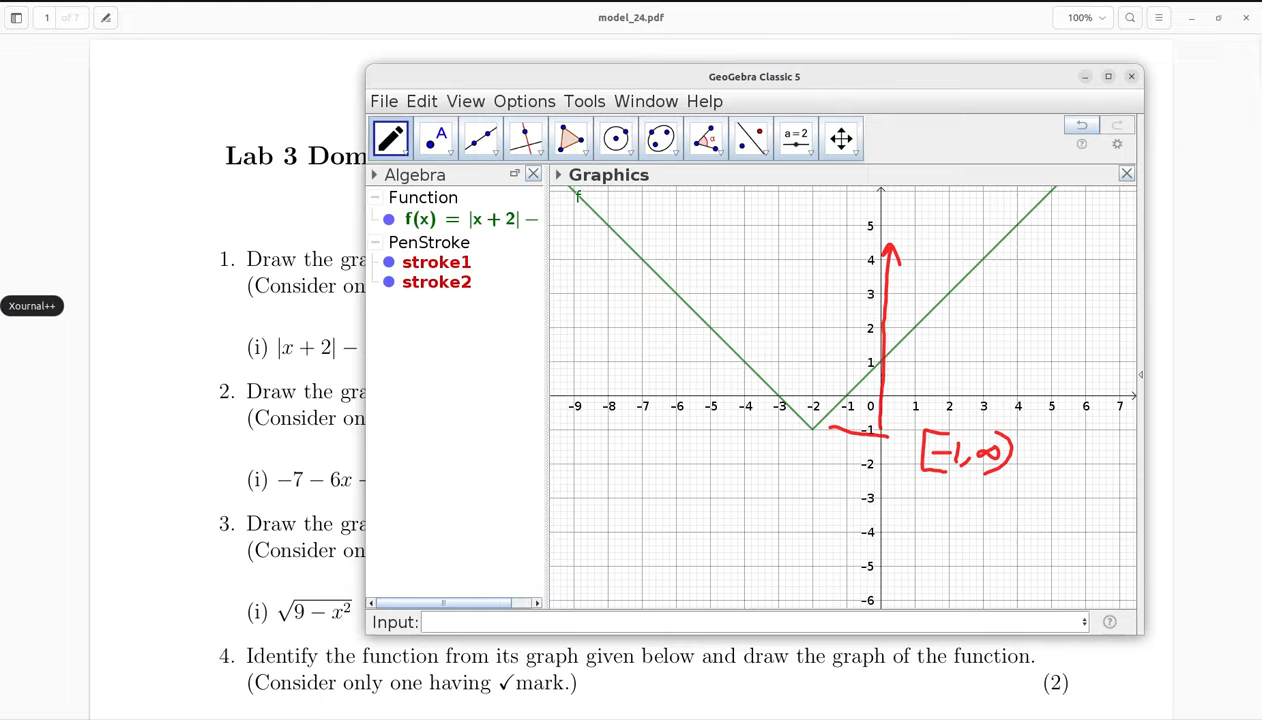 1 of 7
model_24.pdf
100%
Lab 3 Dom
GeoGebra Classic 5
File Edit View Options Tools Window Help
A
α
a=2
Algebra
Graphics
Function
f(x) = |x + 2| −
PenStroke
stroke1
stroke2
f
5
4
3
2
1
-9 -8 -7 -6 -5 -4 -3 -2 -1 0 1 2 3 4 5 6 7
-1
-2
-3
-4
-5
-6
[-1, ∞)
Input:
Xournal++
1. Draw the gra
(Consider on
(i) |x + 2| −
2. Draw the gra
(Consider on
(i) −7 − 6x −
3. Draw the gra
(Consider on
(i) √9 − x²
4. Identify the function from its graph given below and draw the graph of the function.
(Consider only one having ✓mark.) (2)